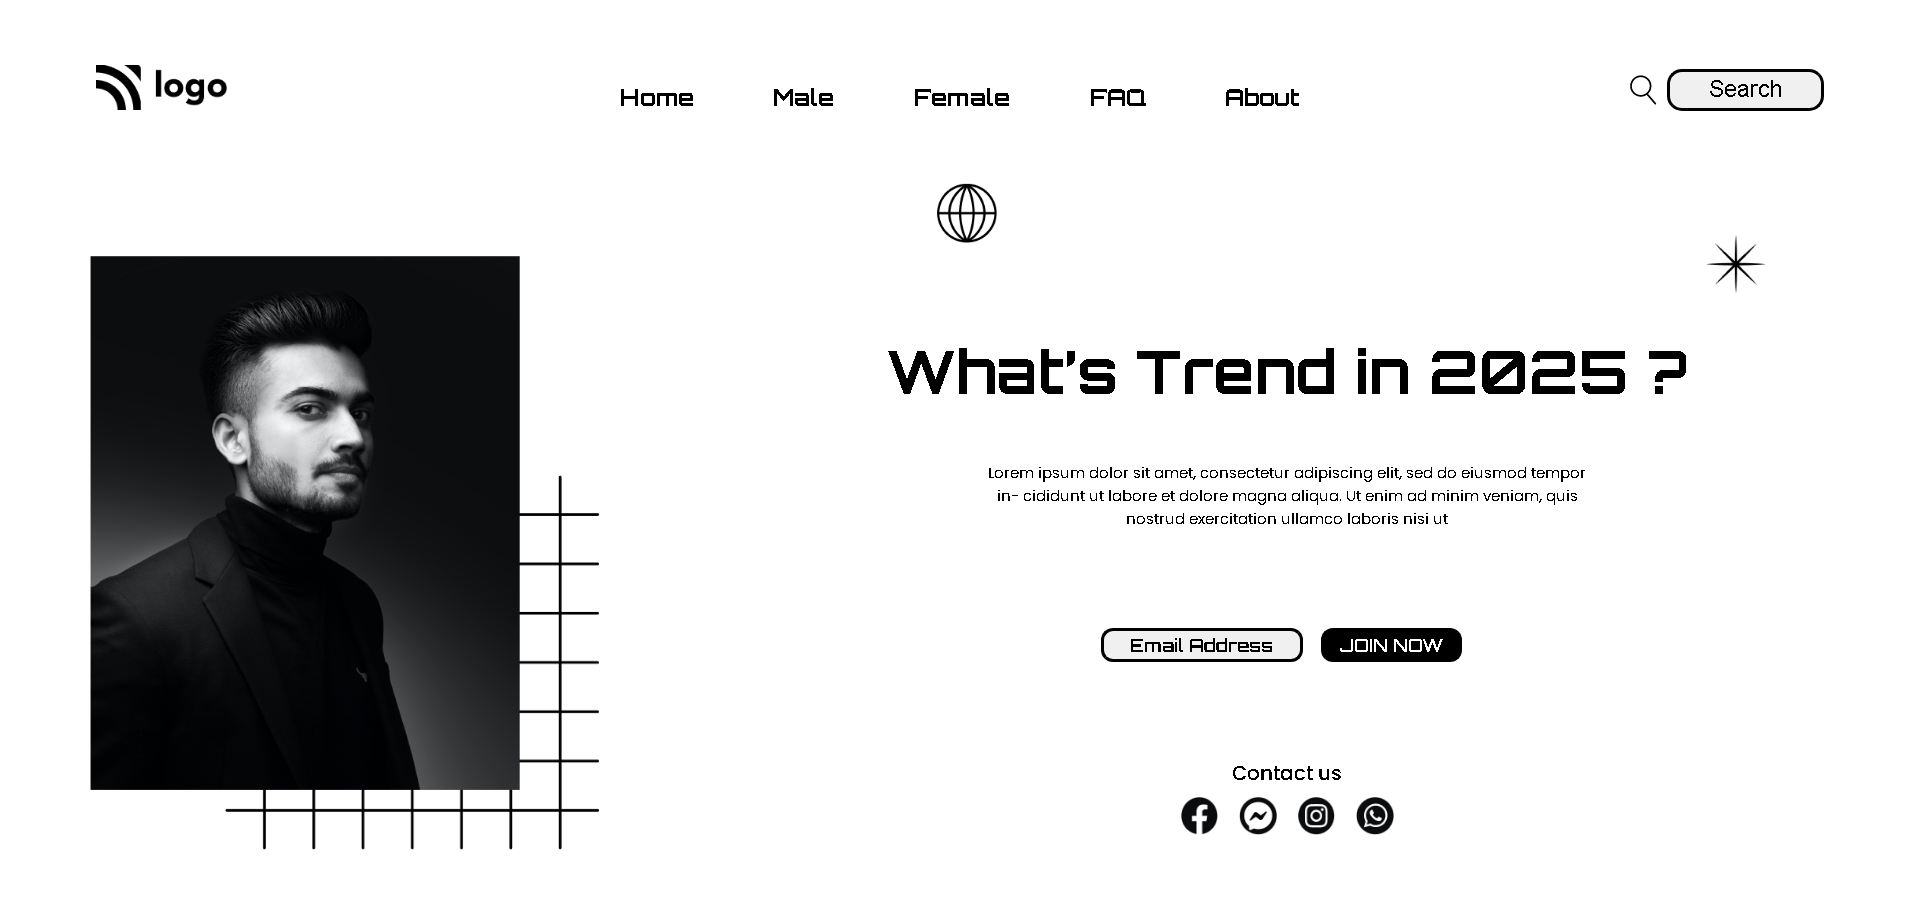 logo
Home
Male
Female
FAQ
About
Search
What's Trend in 2025 ?
Lorem ipsum dolor sit amet, consectetur adipiscing elit, sed do eiusmod tempor
in- cididunt ut labore et dolore magna aliqua. Ut enim ad minim veniam, quis
nostrud exercitation ullamco laboris nisi ut
Email Address
JOIN NOW
Contact us